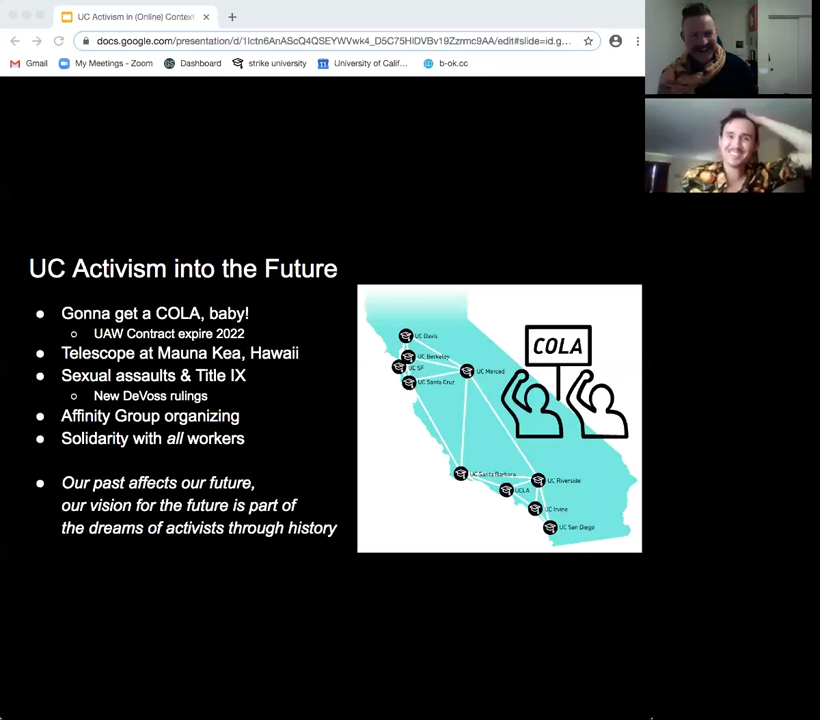 UC Activism In (Online) Context
docs.google.com/presentation/d/1lctn6AnAScQ4QSEYWVwk4_D5C75HlDVBv19Zzrmc9AA/edit#slide=id.g...
Gmail
My Meetings - Zoom
Dashboard
strike university
University of Calif...
b-ok.cc
UC Activism into the Future
Gonna get a COLA, baby!
UAW Contract expire 2022
Telescope at Mauna Kea, Hawaii
Sexual assaults & Title IX
New DeVoss rulings
Affinity Group organizing
Solidarity with all workers
Our past affects our future,
our vision for the future is part of
the dreams of activists through history
COLA
UC Davis
UC Berkeley
UC SF
UC Merced
UC Santa Cruz
UC Santa Barbara
UC Riverside
UCLA
UC Irvine
UC San Diego